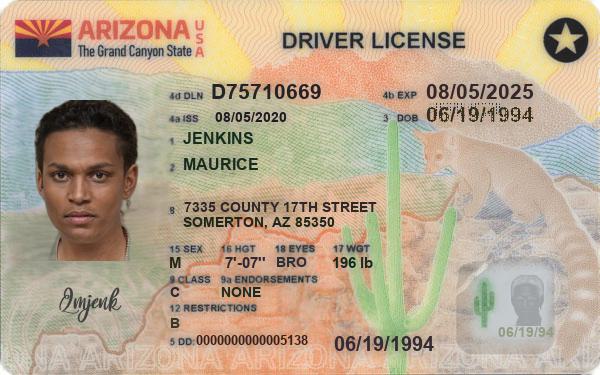 ARIZONA USA
The Grand Canyon State
DRIVER LICENSE
4d DLN D75710669 4b EXP 08/05/2025
4a ISS 08/05/2020 3 DOB 06/19/1994
1 JENKINS
2 MAURICE
8 7335 COUNTY 17TH STREET
SOMERTON, AZ 85350
15 SEX 16 HGT 18 EYES 17 WGT
M 7'-07" BRO 196 lb
9 CLASS 9a ENDORSEMENTS
C NONE
12 RESTRICTIONS
B
Omjenk
5 DD: 0000000000005138 06/19/1994
06/19/94
ARIZONA ARIZONA ARIZONA ARIZONA